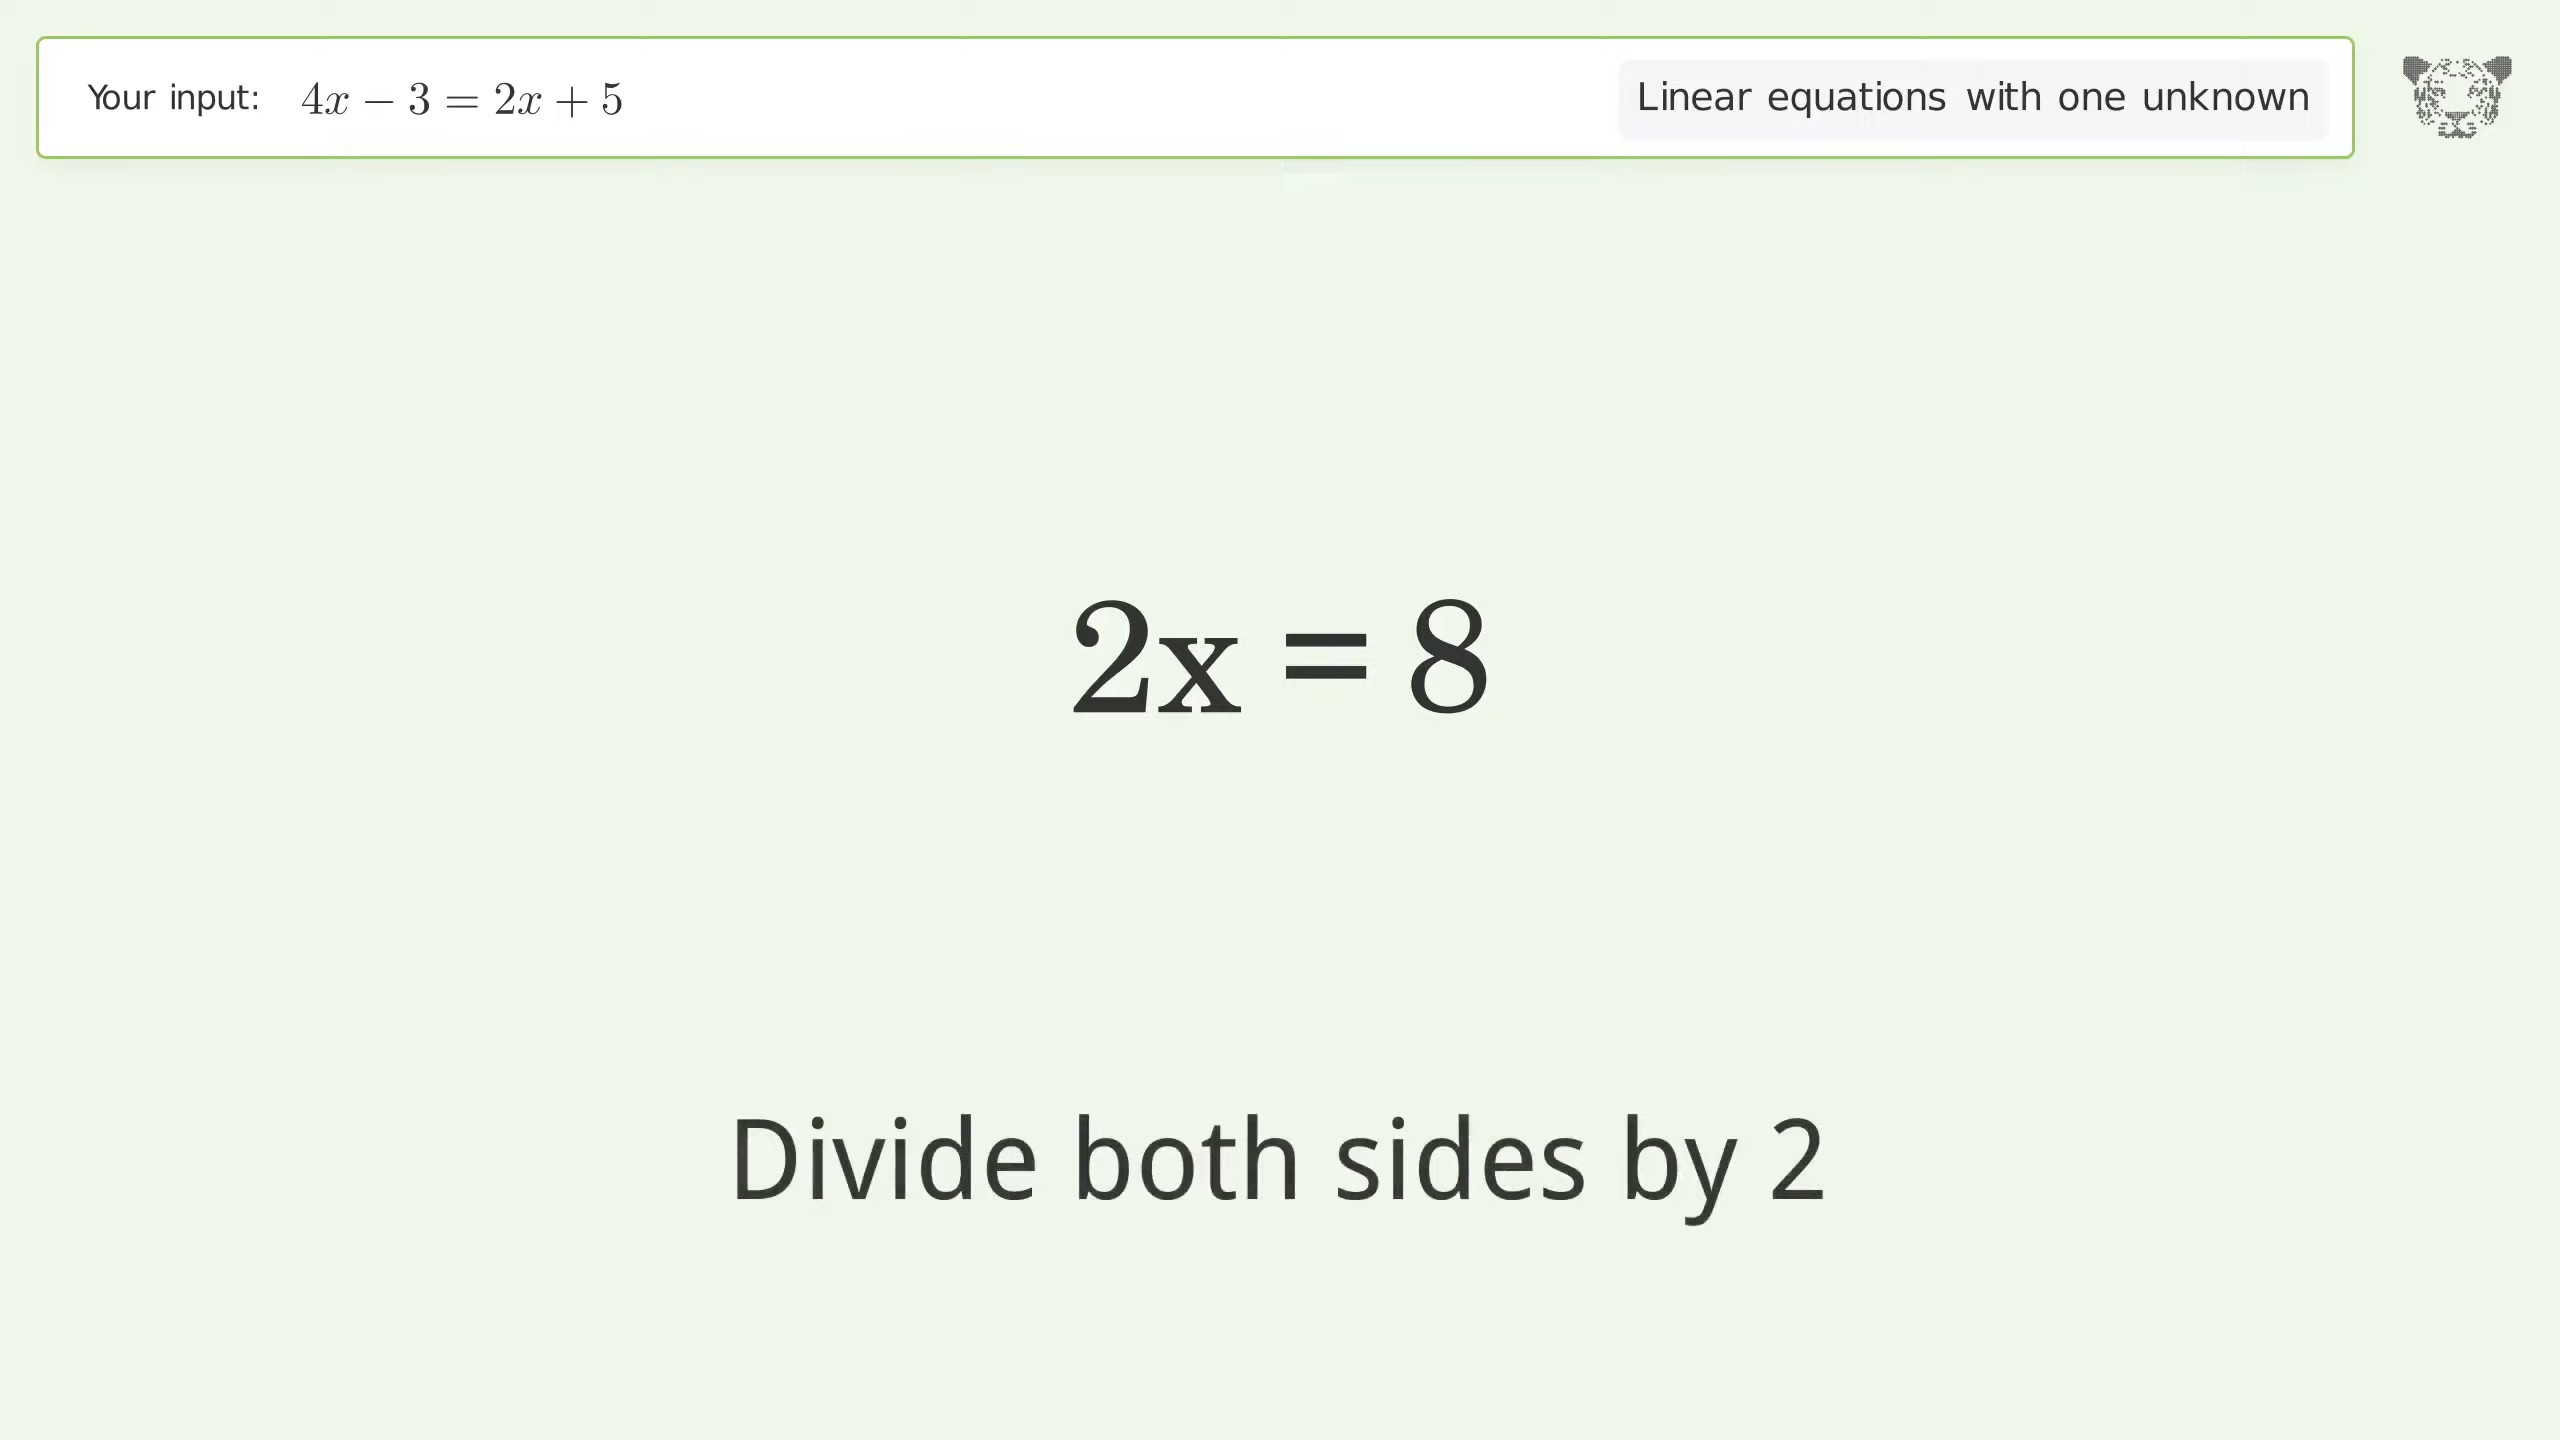 Your input: 4x − 3 = 2x + 5 Linear equations with one unknown
2x = 8
Divide both sides by 2